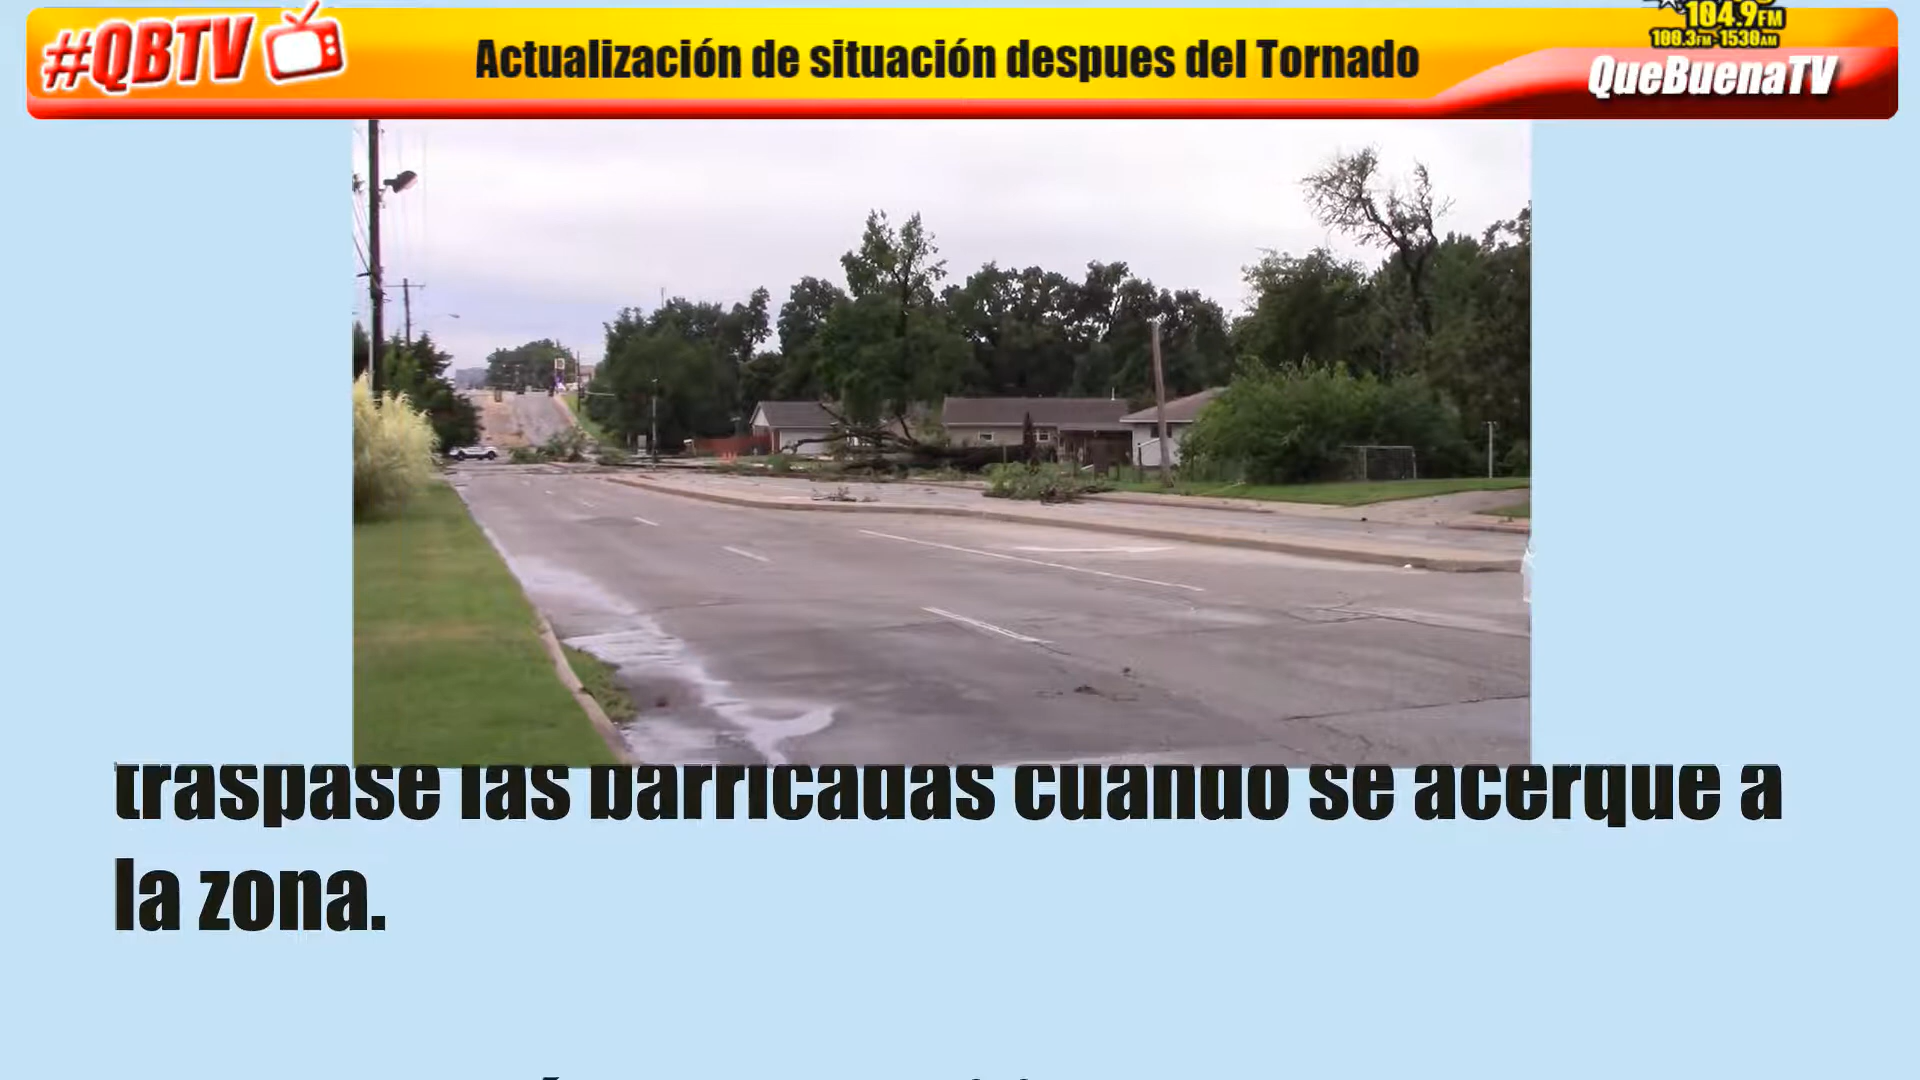 #QBTV
Actualización de situación despues del Tornado
104.9FM
100.3FM-1530AM
QueBuenaTV
traspase las barricadas cuando se acerque a
la zona.